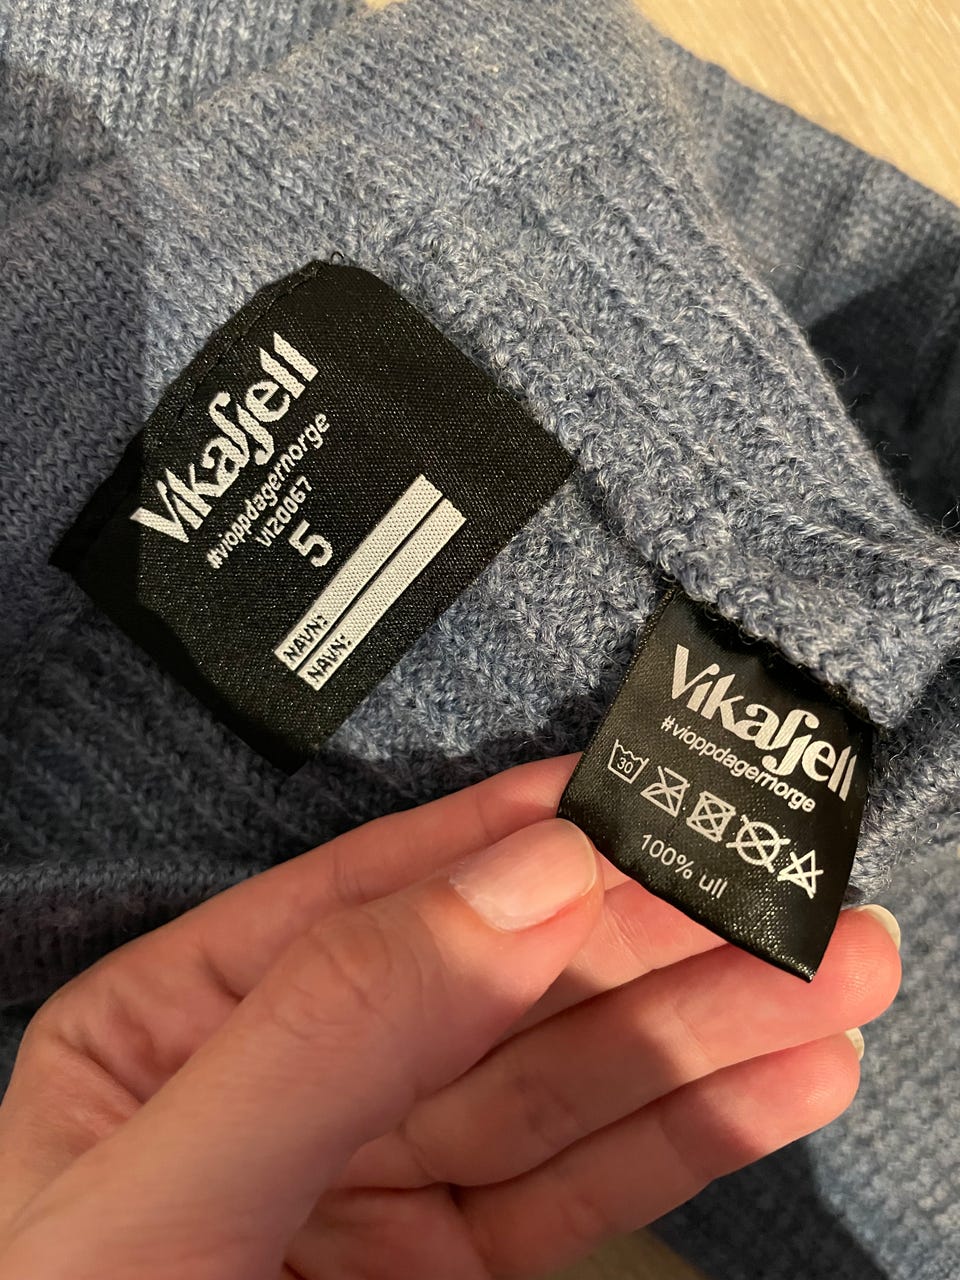 Vikafjell
#vioppdagernorge
VI20067
5
NAVN:
NAVN:
Vikafjell
#vioppdagernorge
30
100% ull